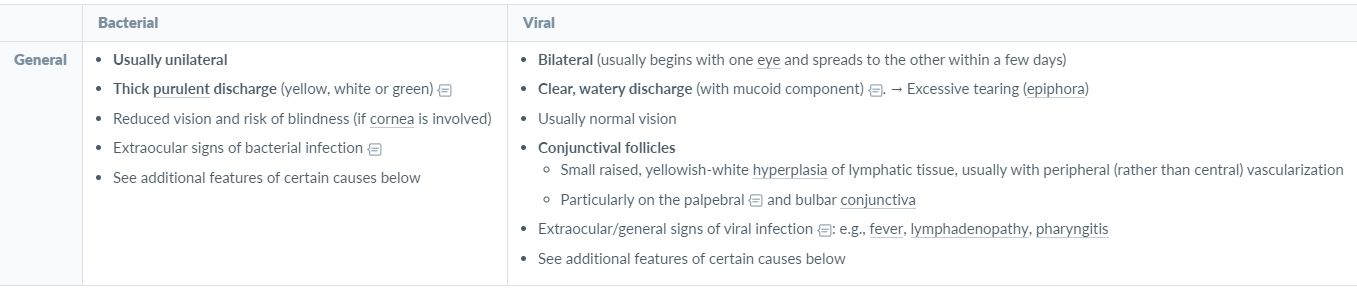 Bacterial Viral
General
• Usually unilateral
• Thick purulent discharge (yellow, white or green)
• Reduced vision and risk of blindness (if cornea is involved)
• Extraocular signs of bacterial infection
• See additional features of certain causes below
• Bilateral (usually begins with one eye and spreads to the other within a few days)
• Clear, watery discharge (with mucoid component) . → Excessive tearing (epiphora)
• Usually normal vision
• Conjunctival follicles
◦ Small raised, yellowish-white hyperplasia of lymphatic tissue, usually with peripheral (rather than central) vascularization
◦ Particularly on the palpebral and bulbar conjunctiva
• Extraocular/general signs of viral infection : e.g., fever, lymphadenopathy, pharyngitis
• See additional features of certain causes below